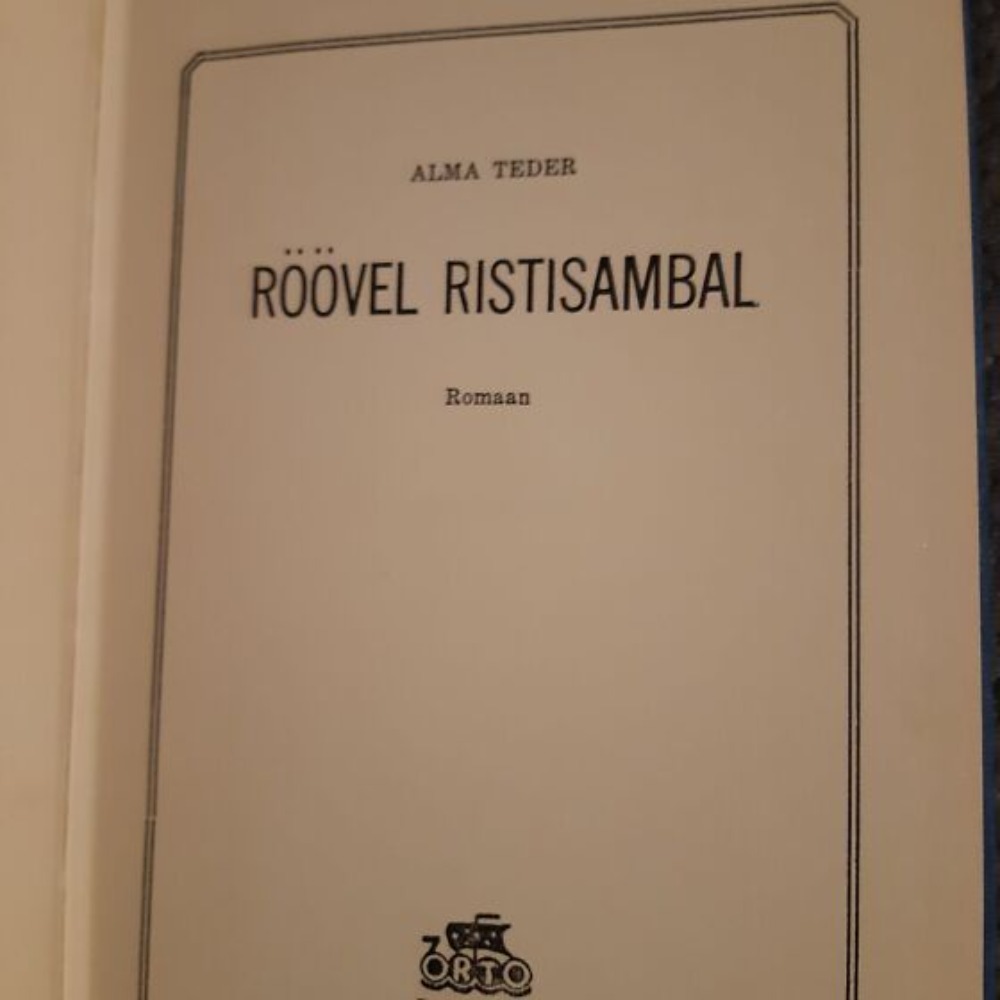 ALMA TEDER
RÖÖVEL RISTISAMBAL
Romaan
ORTO